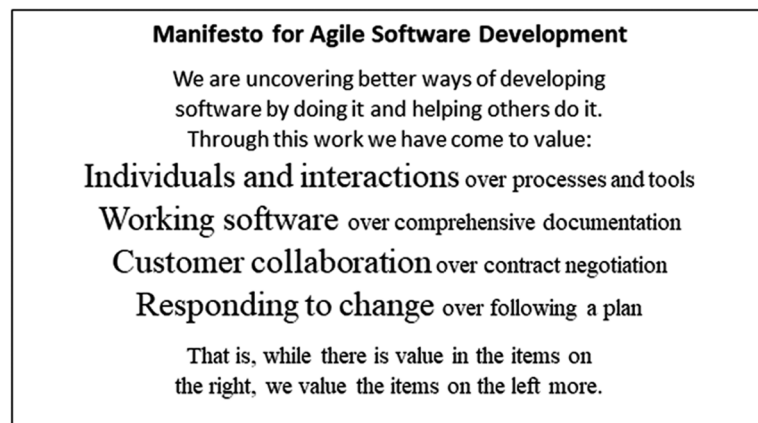 Manifesto for Agile Software Development
We are uncovering better ways of developing
software by doing it and helping others do it.
Through this work we have come to value:
Individuals and interactions over processes and tools
Working software over comprehensive documentation
Customer collaboration over contract negotiation
Responding to change over following a plan
That is, while there is value in the items on
the right, we value the items on the left more.